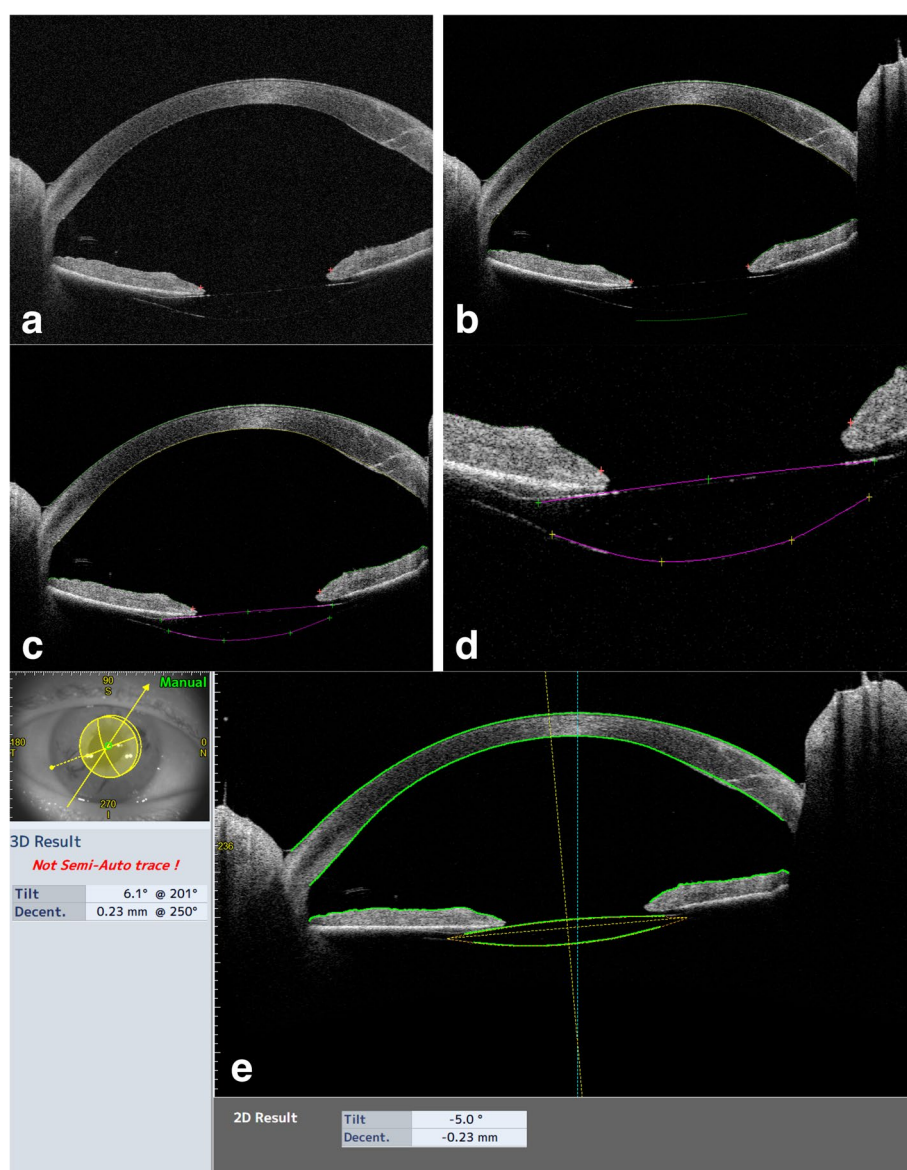 a
b
c
d
90
S
Manual
180
T
0
N
270
I
3D Result
Not Semi-Auto trace !
Tilt 6.1° @ 201°
Decent. 0.23 mm @ 250°
236
e
2D Result
Tilt -5.0 °
Decent. -0.23 mm